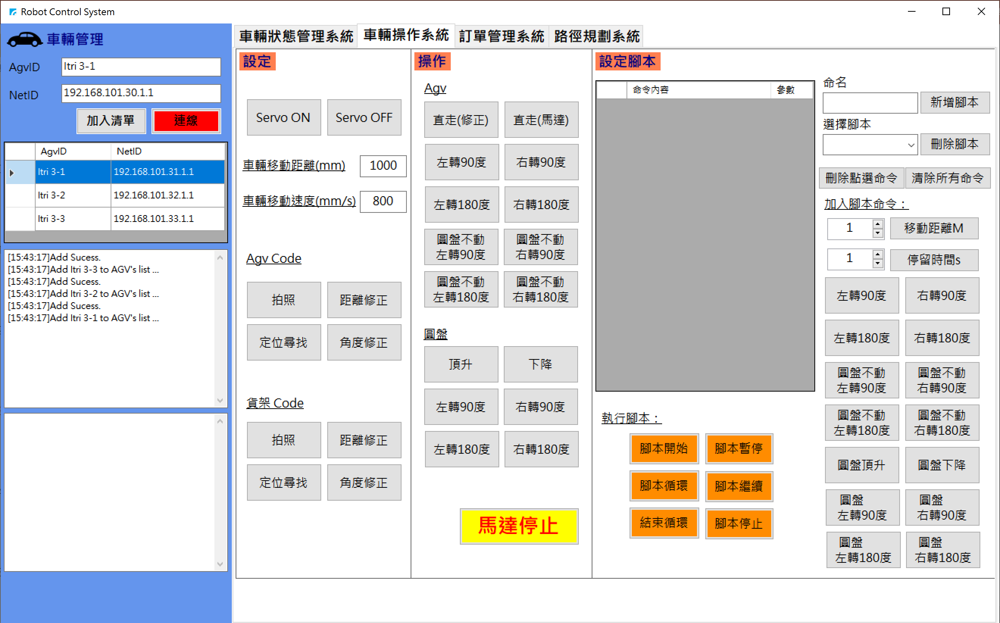 Robot Control System
車輛管理
AgvID
Itri 3-1
NetID
192.168.101.30.1.1
加入清單
連線
AgvID NetID
Itri 3-1 192.168.101.31.1.1
Itri 3-2 192.168.101.32.1.1
Itri 3-3 192.168.101.33.1.1
[15:43:17]Add Sucess.
[15:43:17]Add Itri 3-3 to AGV's list ...
[15:43:17]Add Sucess.
[15:43:17]Add Itri 3-2 to AGV's list ...
[15:43:17]Add Sucess.
[15:43:17]Add Itri 3-1 to AGV's list ...
車輛狀態管理系統 車輛操作系統 訂單管理系統 路徑規劃系統
設定
Servo ON Servo OFF
車輛移動距離(mm) 1000
車輛移動速度(mm/s) 800
Agv Code
拍照 距離修正
定位尋找 角度修正
貨架 Code
拍照 距離修正
定位尋找 角度修正
操作
Agv
直走(修正) 直走(馬達)
左轉90度 右轉90度
左轉180度 右轉180度
圓盤不動
左轉90度
圓盤不動
右轉90度
圓盤不動
左轉180度
圓盤不動
右轉180度
圓盤
頂升 下降
左轉90度 右轉90度
左轉180度 右轉180度
馬達停止
設定腳本
命令內容 參數
執行腳本：
腳本開始 腳本暫停
腳本循環 腳本繼續
結束循環 腳本停止
命名
新增腳本
選擇腳本
刪除腳本
刪除點選命令 清除所有命令
加入腳本命令：
1 移動距離M
1 停留時間s
左轉90度 右轉90度
左轉180度 右轉180度
圓盤不動
左轉90度
圓盤不動
右轉90度
圓盤不動
左轉180度
圓盤不動
右轉180度
圓盤頂升 圓盤下降
圓盤
左轉90度
圓盤
右轉90度
圓盤
左轉180度
圓盤
右轉180度